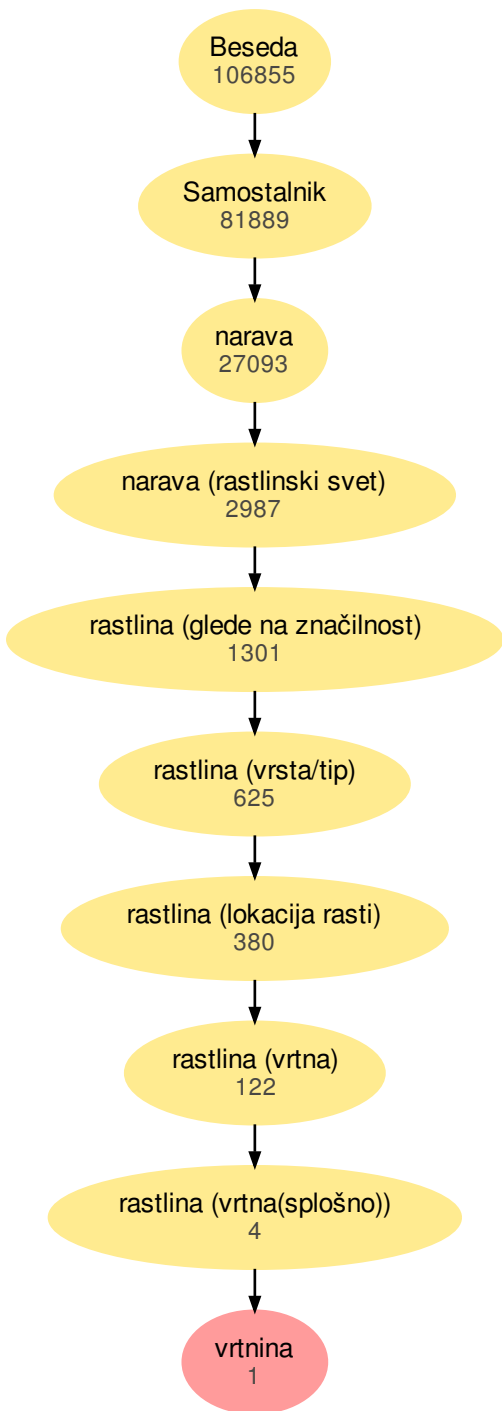 Beseda
106855
Samostalnik
81889
narava
27093
narava (rastlinski svet)
2987
rastlina (glede na značilnost)
1301
rastlina (vrsta/tip)
625
rastlina (lokacija rasti)
380
rastlina (vrtna)
122
rastlina (vrtna(splošno))
4
vrtnina
1